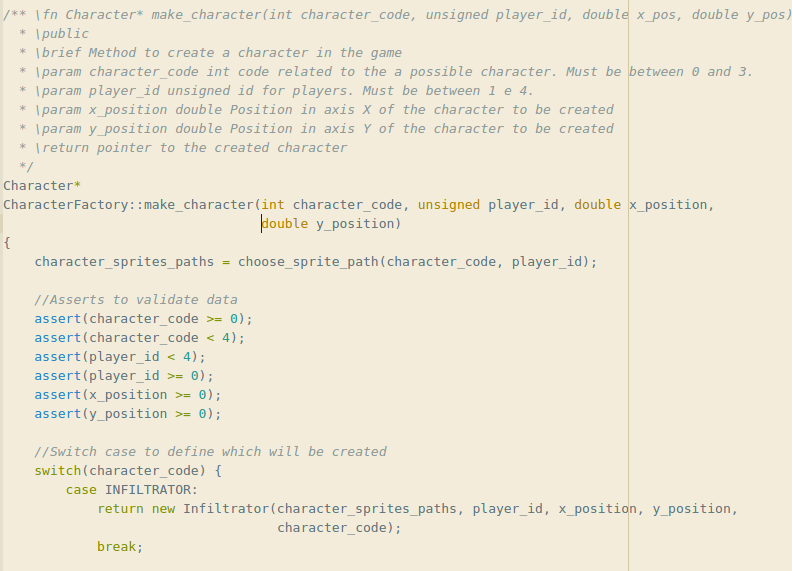 /** \fn Character* make_character(int character_code, unsigned player_id, double x_pos, double y_pos)
  * \public
  * \brief Method to create a character in the game
  * \param character_code int code related to the a possible character. Must be between 0 and 3.
  * \param player_id unsigned id for players. Must be between 1 e 4.
  * \param x_position double Position in axis X of the character to be created
  * \param y_position double Position in axis Y of the character to be created
  * \return pointer to the created character
  */
Character*
CharacterFactory::make_character(int character_code, unsigned player_id, double x_position,
                                 double y_position)
{
    character_sprites_paths = choose_sprite_path(character_code, player_id);

    //Asserts to validate data
    assert(character_code >= 0);
    assert(character_code < 4);
    assert(player_id < 4);
    assert(player_id >= 0);
    assert(x_position >= 0);
    assert(y_position >= 0);

    //Switch case to define which will be created
    switch(character_code) {
        case INFILTRATOR:
            return new Infiltrator(character_sprites_paths, player_id, x_position, y_position,
                                   character_code);
            break;